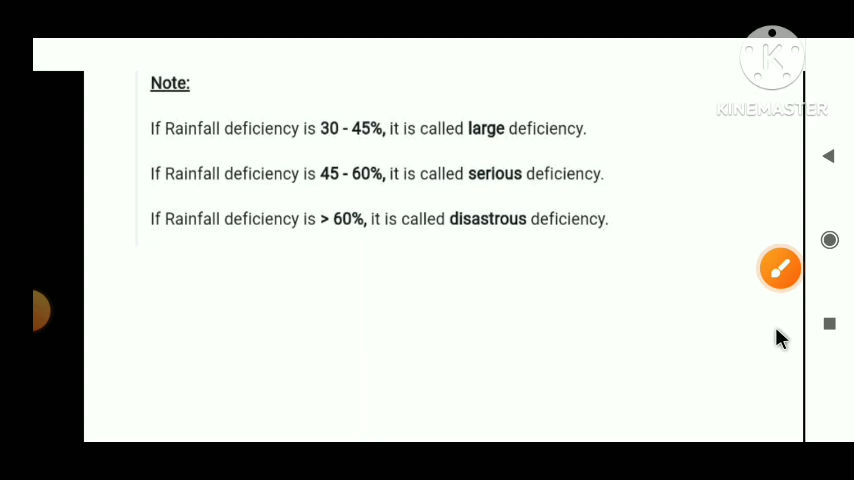 Note:
If Rainfall deficiency is 30 - 45%, it is called large deficiency.
If Rainfall deficiency is 45 - 60%, it is called serious deficiency.
If Rainfall deficiency is > 60%, it is called disastrous deficiency.
K
KINEMASTER